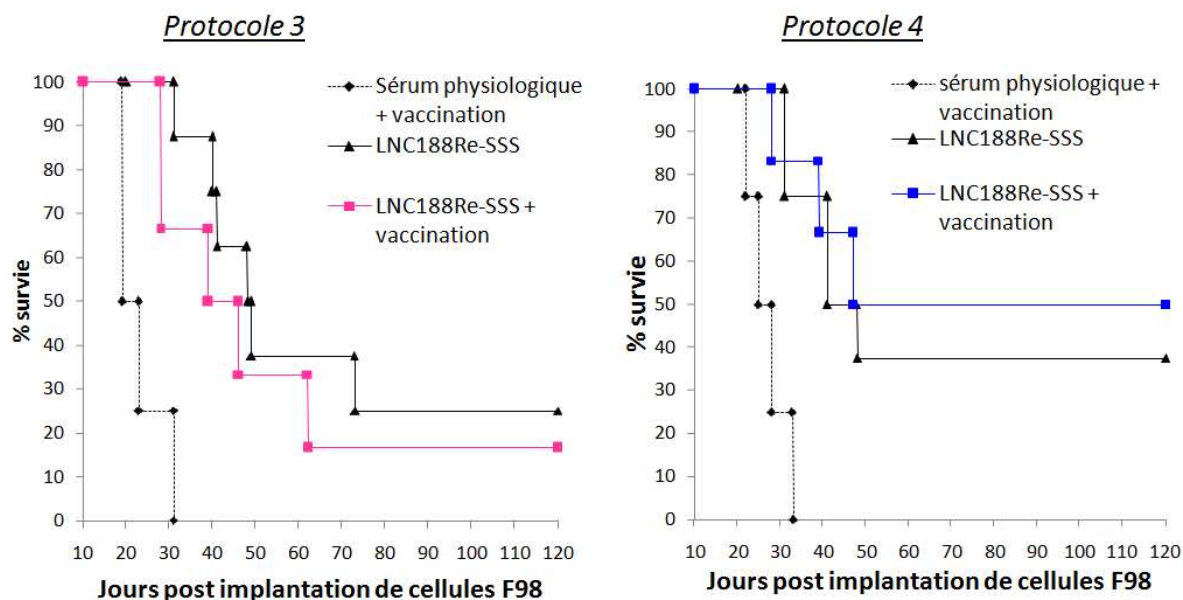 Protocole 3
Sérum physiologique
+ vaccination
LNC188Re-SSS
LNC188Re-SSS +
vaccination
% survie
100
90
80
70
60
50
40
30
20
10
0
10 20 30 40 50 60 70 80 90 100 110 120
Jours post implantation de cellules F98
Protocole 4
sérum physiologique +
vaccination
LNC188Re-SSS
LNC188Re-SSS +
vaccination
% survie
100
90
80
70
60
50
40
30
20
10
0
10 20 30 40 50 60 70 80 90 100 110 120
Jours post implantation de cellules F98